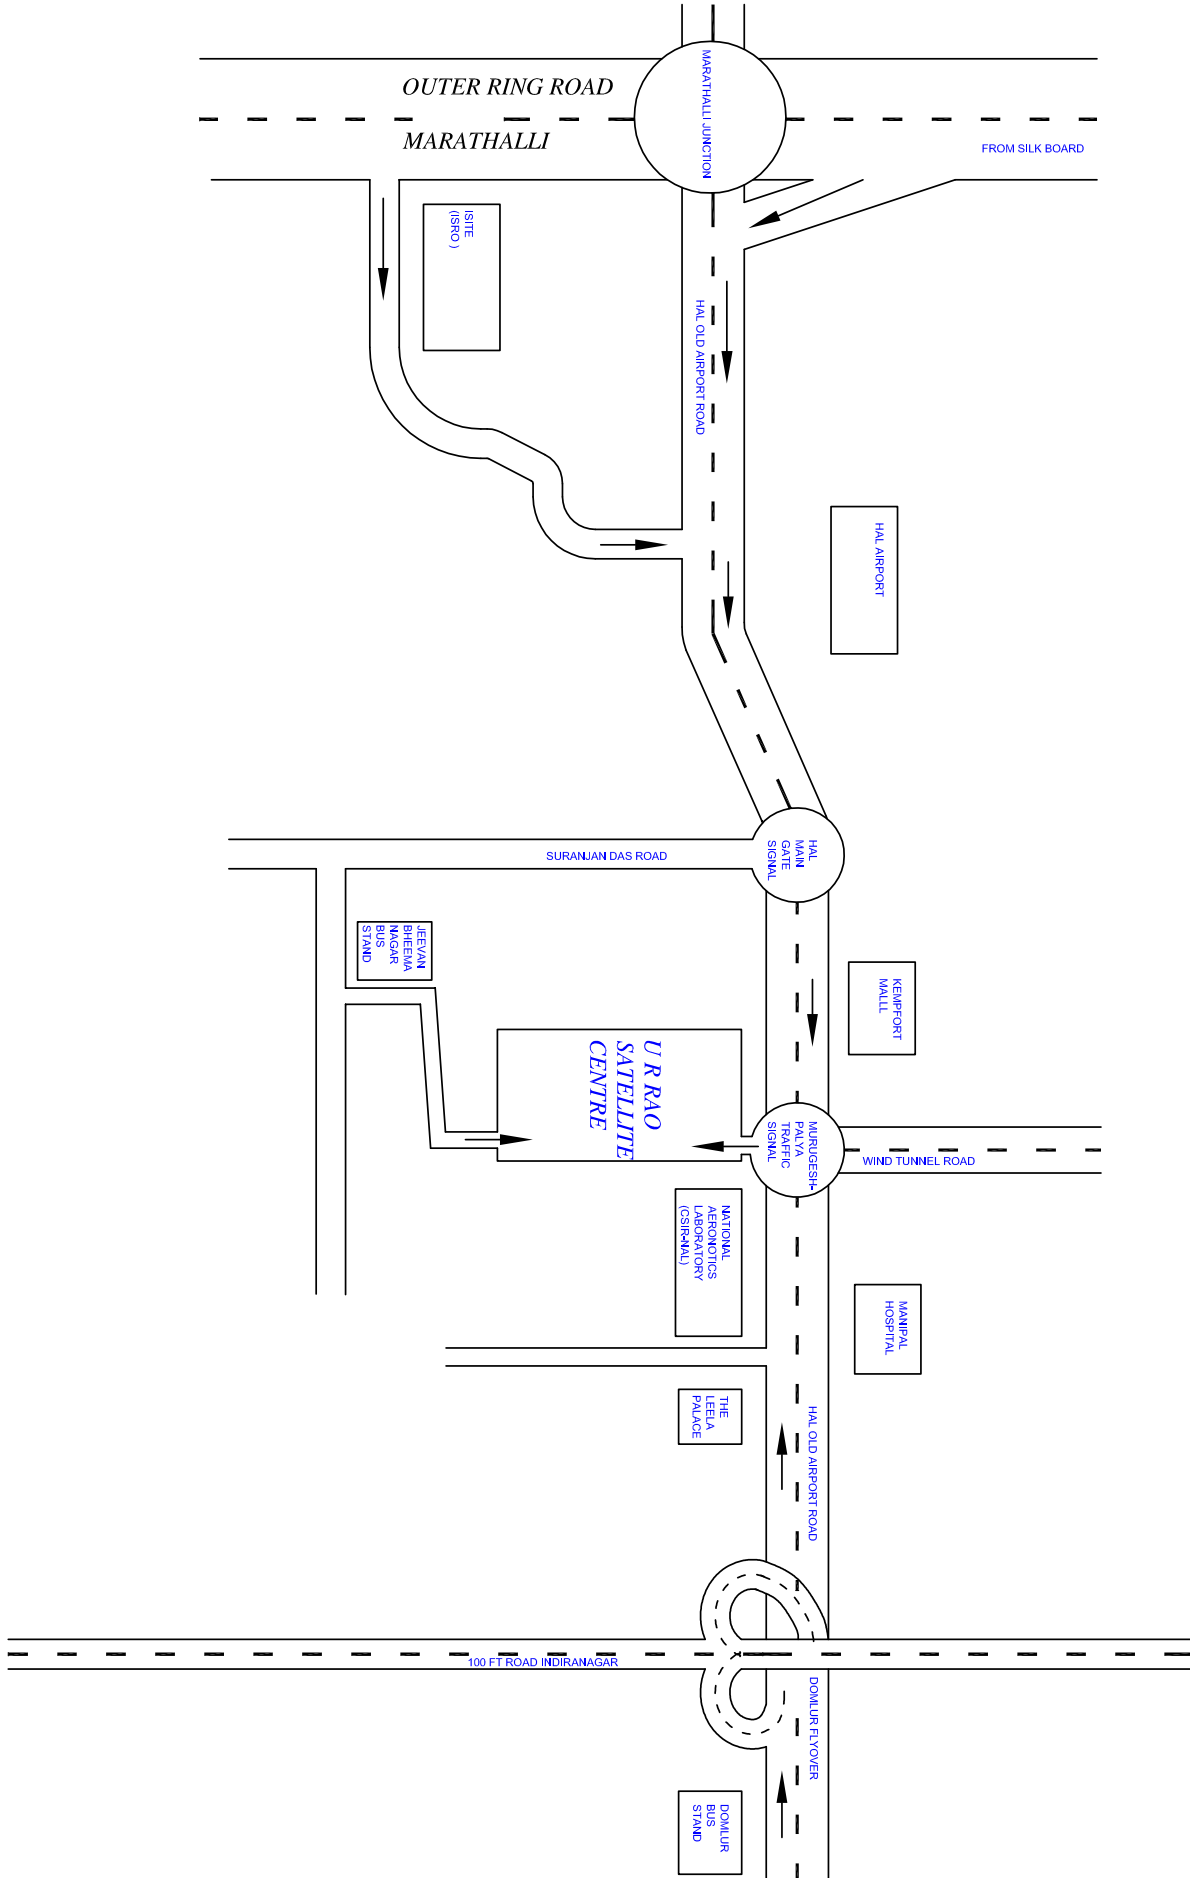 MARATHALLI JUNCTION
OUTER RING ROAD
MARATHALLI
FROM SILK BOARD
ISITE
(ISRO )
HAL OLD AIRPORT ROAD
HAL AIRPORT
HAL
MAIN
GATE
SIGNAL
SURANJAN DAS ROAD
JEEVAN
BHEEMA
NAGAR
BUS
STAND
KEMPFORT
MALLL
U R RAO
SATELLITE
CENTRE
MURUGESH-
PALYA
TRAFFIC
SIGNAL
WIND TUNNEL ROAD
NATIONAL
AERONOTICS
LABORATORY
(CSIR-NAL)
MANIPAL
HOSPITAL
THE
LEELA
PALACE
HAL OLD AIRPORT ROAD
100 FT ROAD INDIRANAGAR
DOMLUR FLYOVER
DOMLUR
BUS
STAND